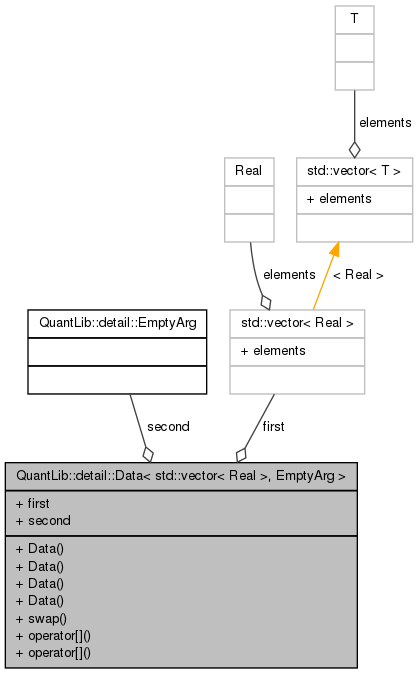 T
elements
Real
std::vector< T >
+ elements
elements
< Real >
QuantLib::detail::EmptyArg
std::vector< Real >
+ elements
second
first
QuantLib::detail::Data< std::vector< Real >, EmptyArg >
+ first
+ second
+ Data()
+ Data()
+ Data()
+ Data()
+ swap()
+ operator[]()
+ operator[]()